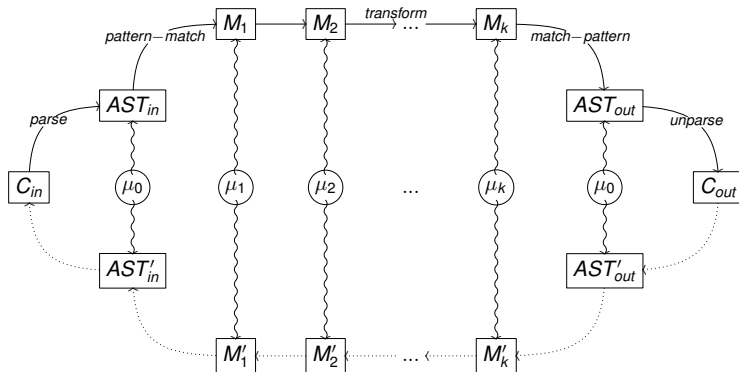 M1 M2 transform ... Mk
pattern−match match−pattern
ASTin ASTout
parse unparse
Cin μ0 μ1 μ2 ... μk μ0 Cout
AST′in AST′out
M′1 M′2 ... M′k